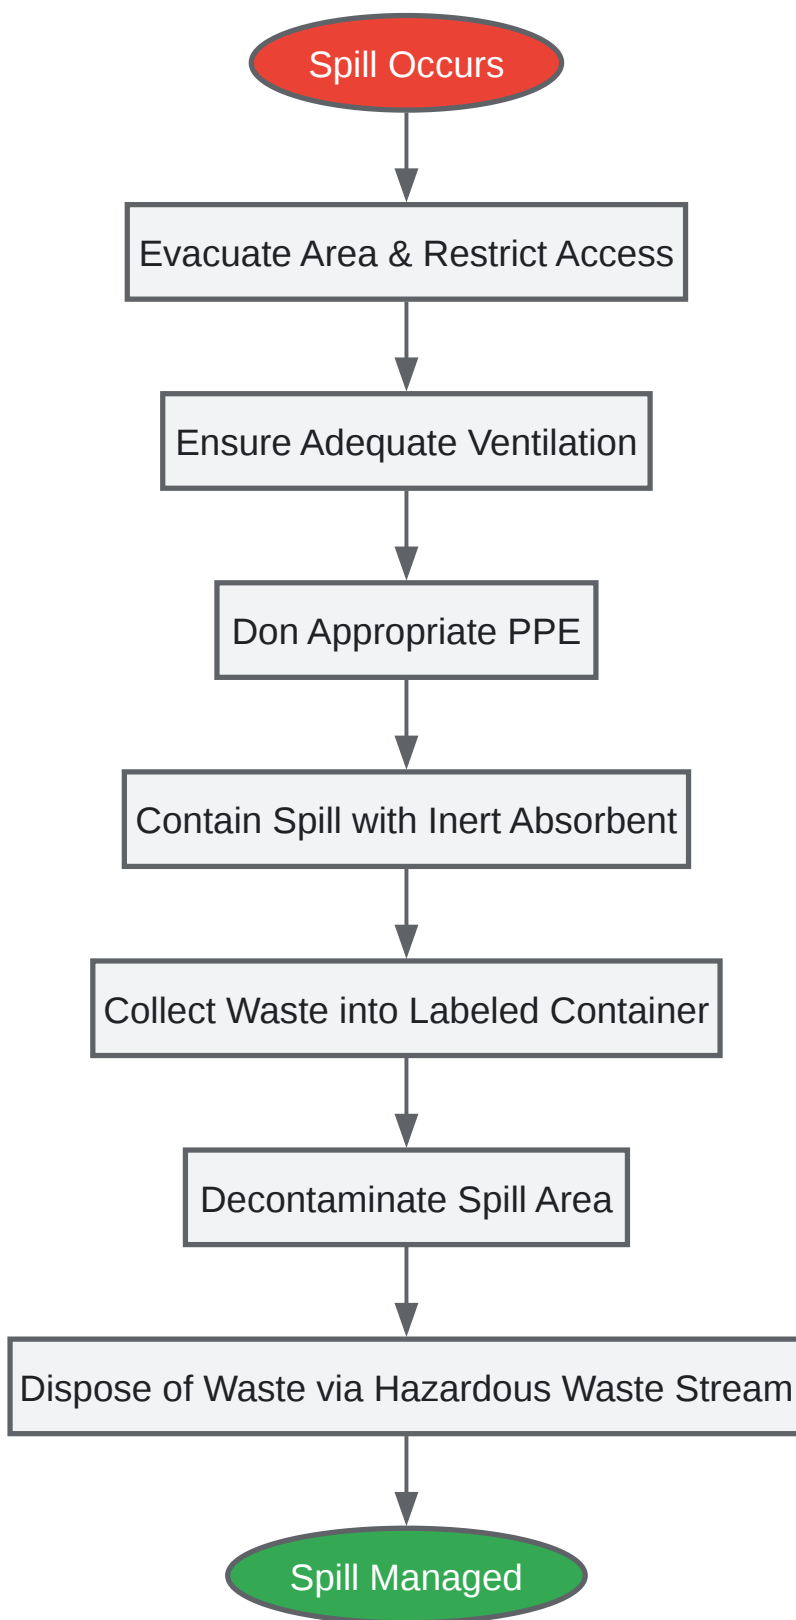 Spill Occurs
Evacuate Area & Restrict Access
Ensure Adequate Ventilation
Don Appropriate PPE
Contain Spill with Inert Absorbent
Collect Waste into Labeled Container
Decontaminate Spill Area
Dispose of Waste via Hazardous Waste Stream
Spill Managed